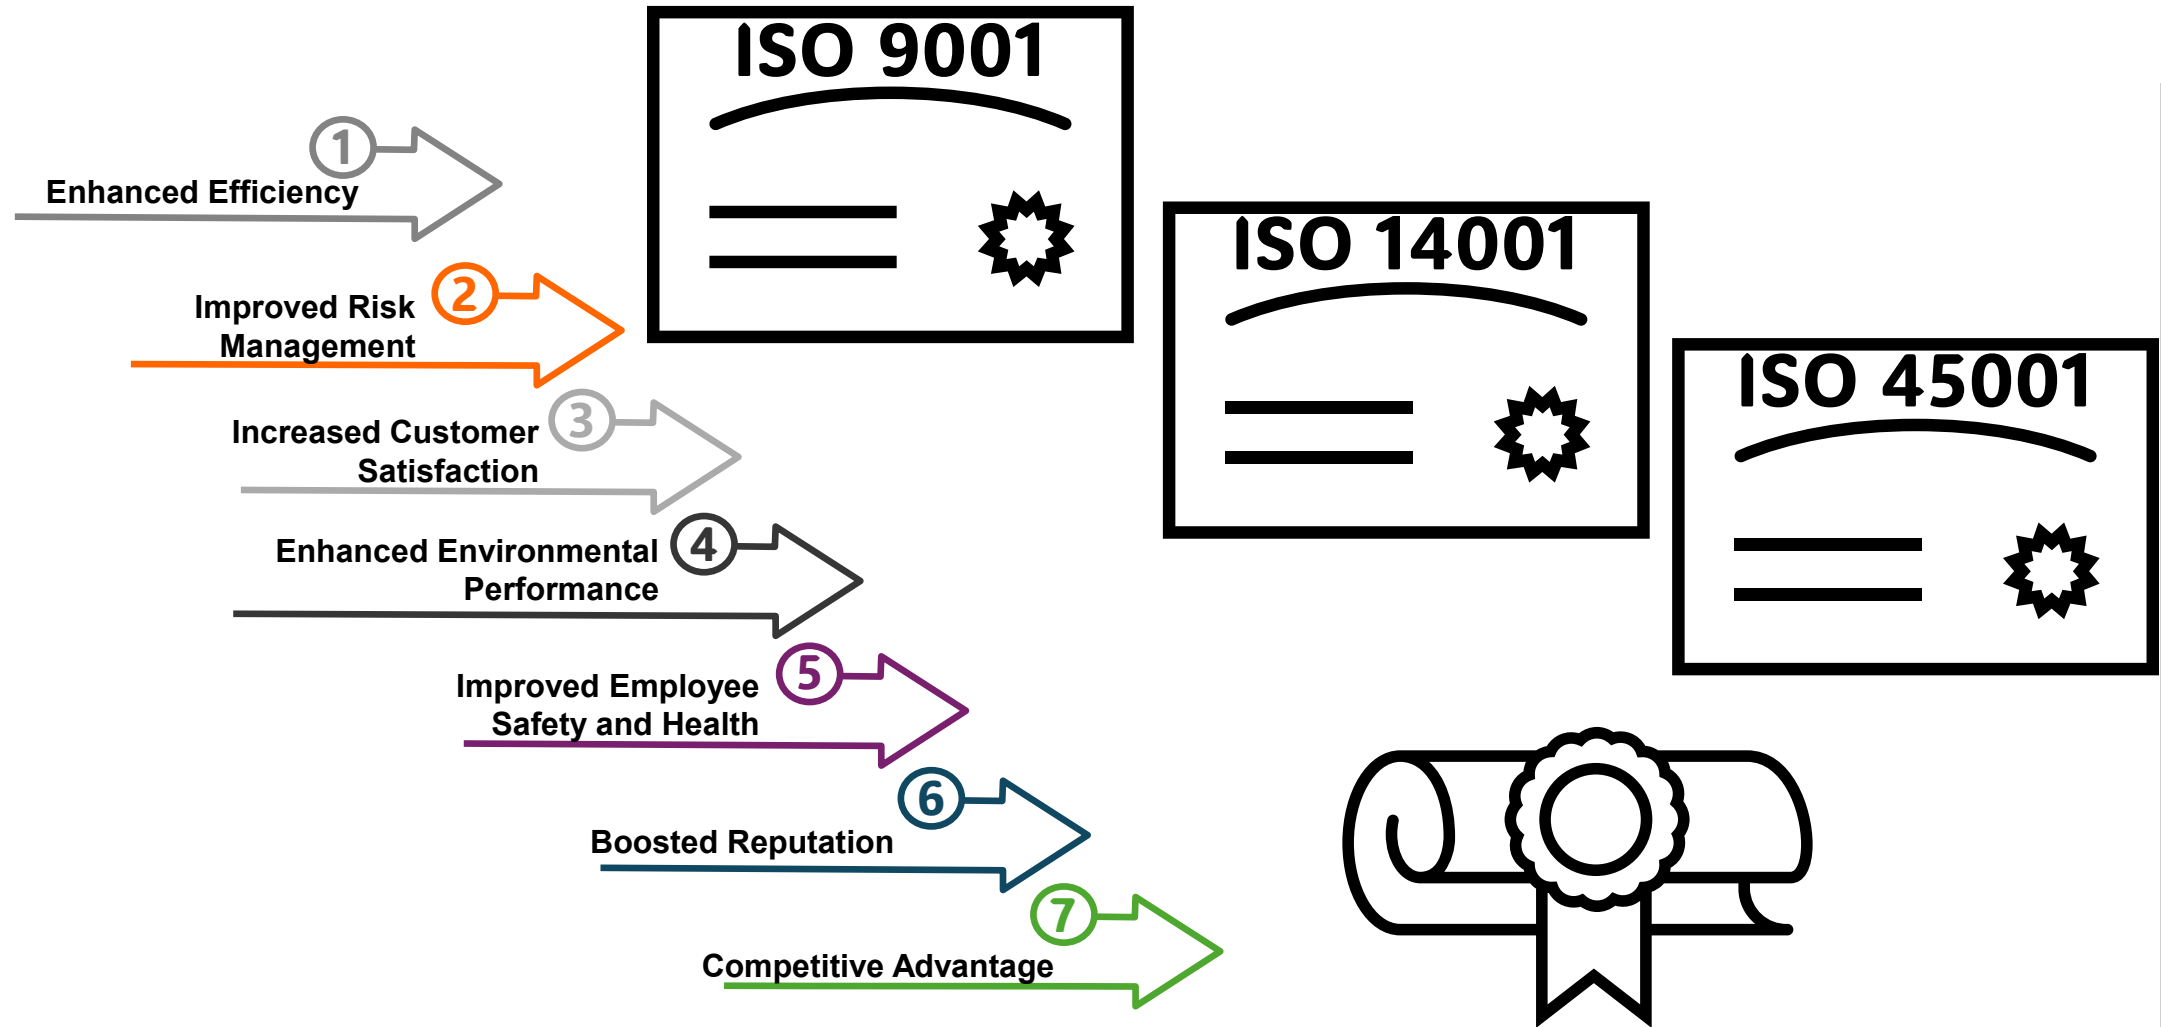 ISO 9001
1
Enhanced Efficiency
ISO 14001
2
Improved Risk
Management
ISO 45001
3
Increased Customer
Satisfaction
4
Enhanced Environmental
Performance
5
Improved Employee
Safety and Health
6
Boosted Reputation
7
Competitive Advantage